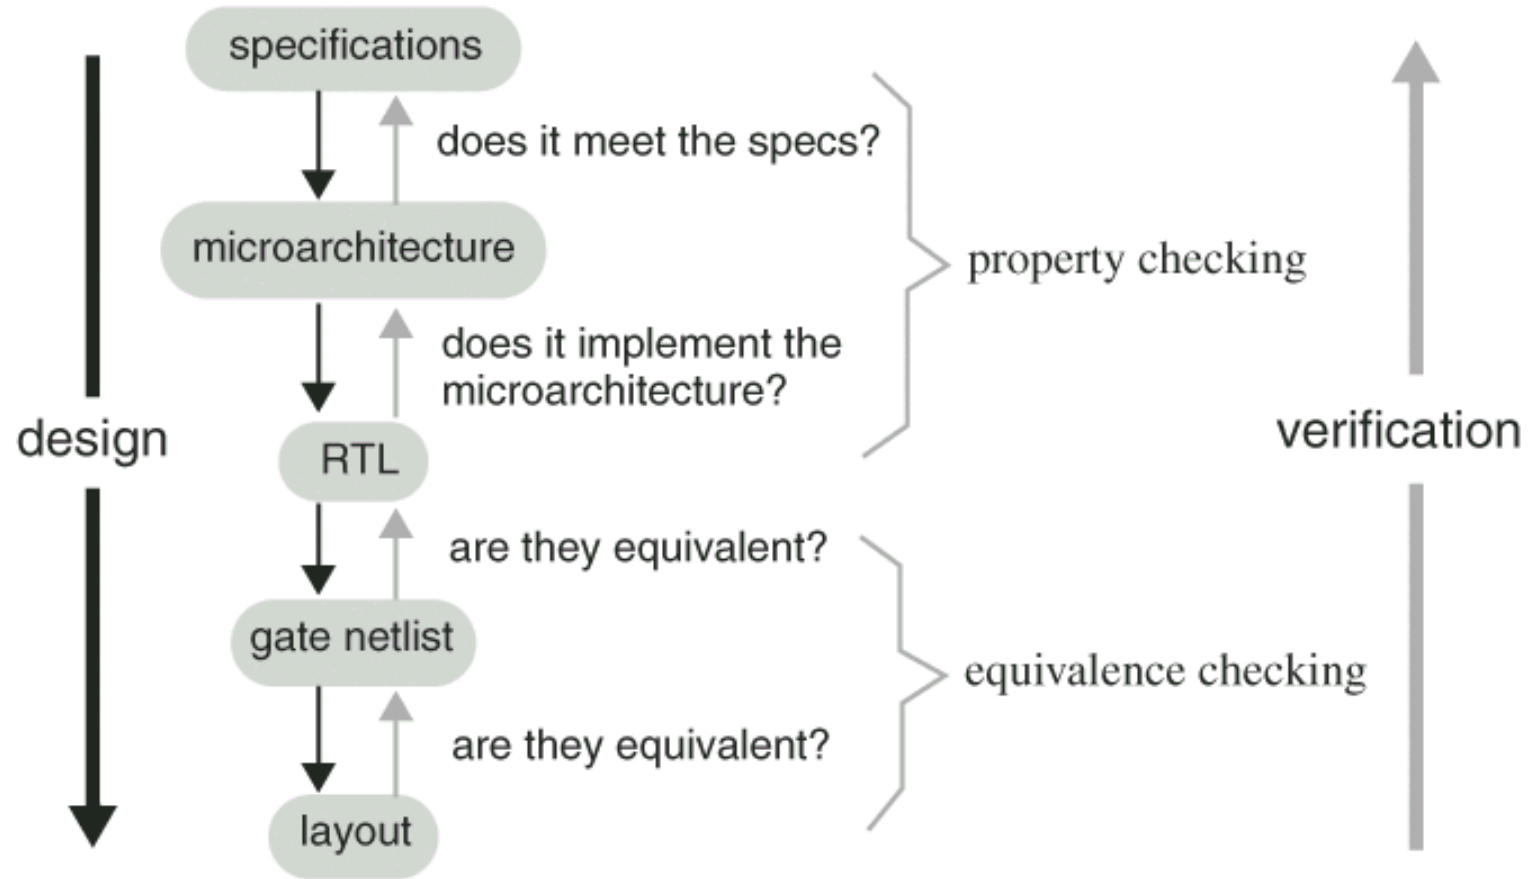 specifications
does it meet the specs?
microarchitecture
property checking
does it implement the
microarchitecture?
design
verification
RTL
are they equivalent?
gate netlist
equivalence checking
are they equivalent?
layout